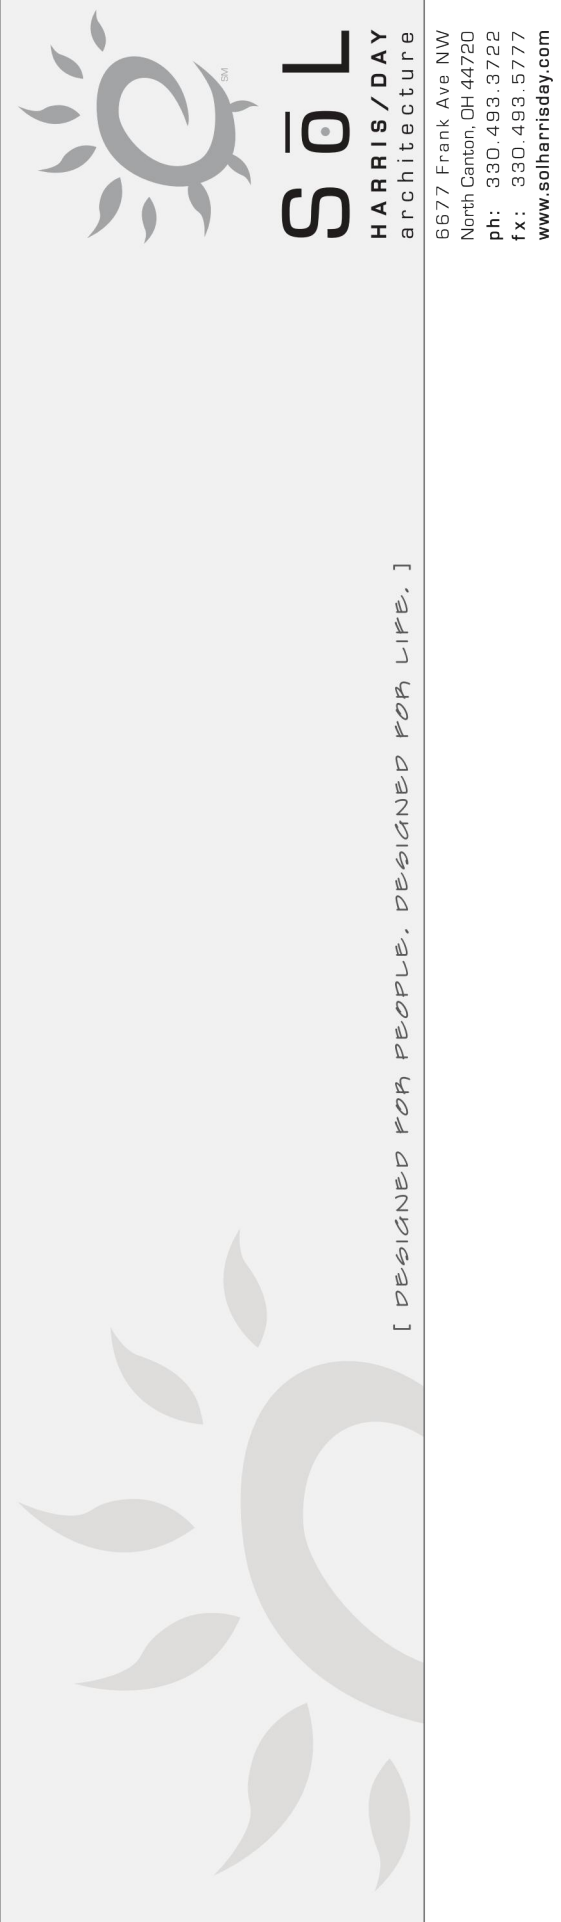 SM
SōL
HARRIS/DAY
architecture
6677 Frank Ave NW
North Canton, OH 44720
ph: 330.493.3722
fx: 330.493.5777
www.solharrisday.com
[ DESIGNED FOR PEOPLE. DESIGNED FOR LIFE. ]